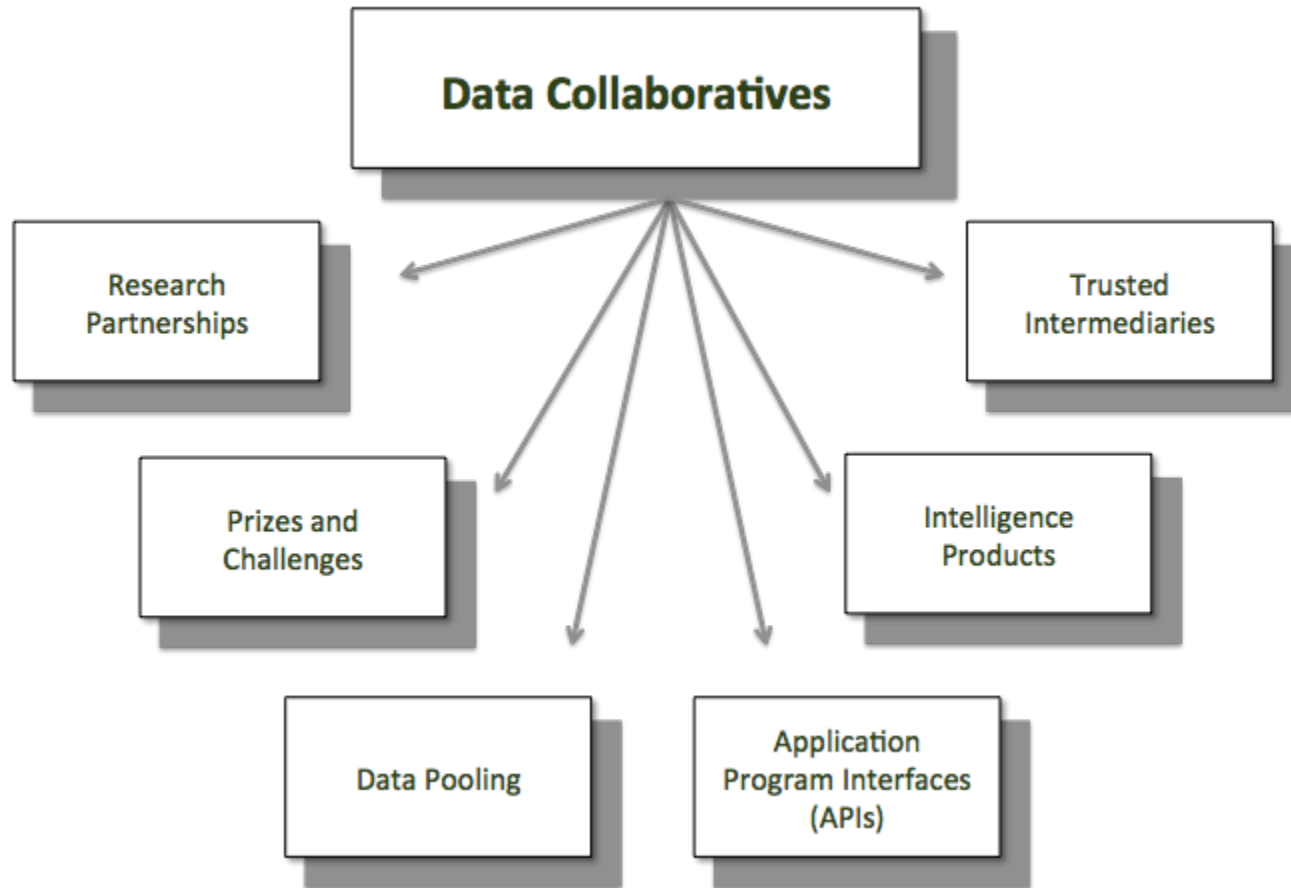 Data Collaboratives
Research
Partnerships
Trusted
Intermediaries
Prizes and
Challenges
Intelligence
Products
Data Pooling
Application
Program Interfaces
(APIs)